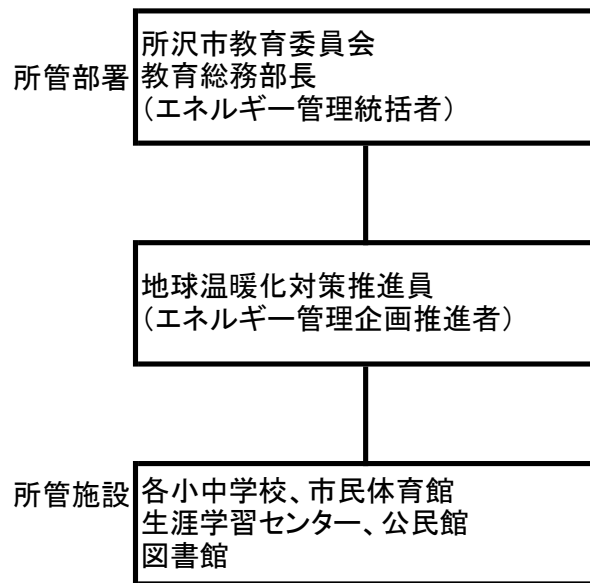 所沢市教育委員会
所管部署 教育総務部長
（エネルギー管理統括者）
地球温暖化対策推進員
（エネルギー管理企画推進者）
所管施設 各小中学校、市民体育館
生涯学習センター、公民館
図書館